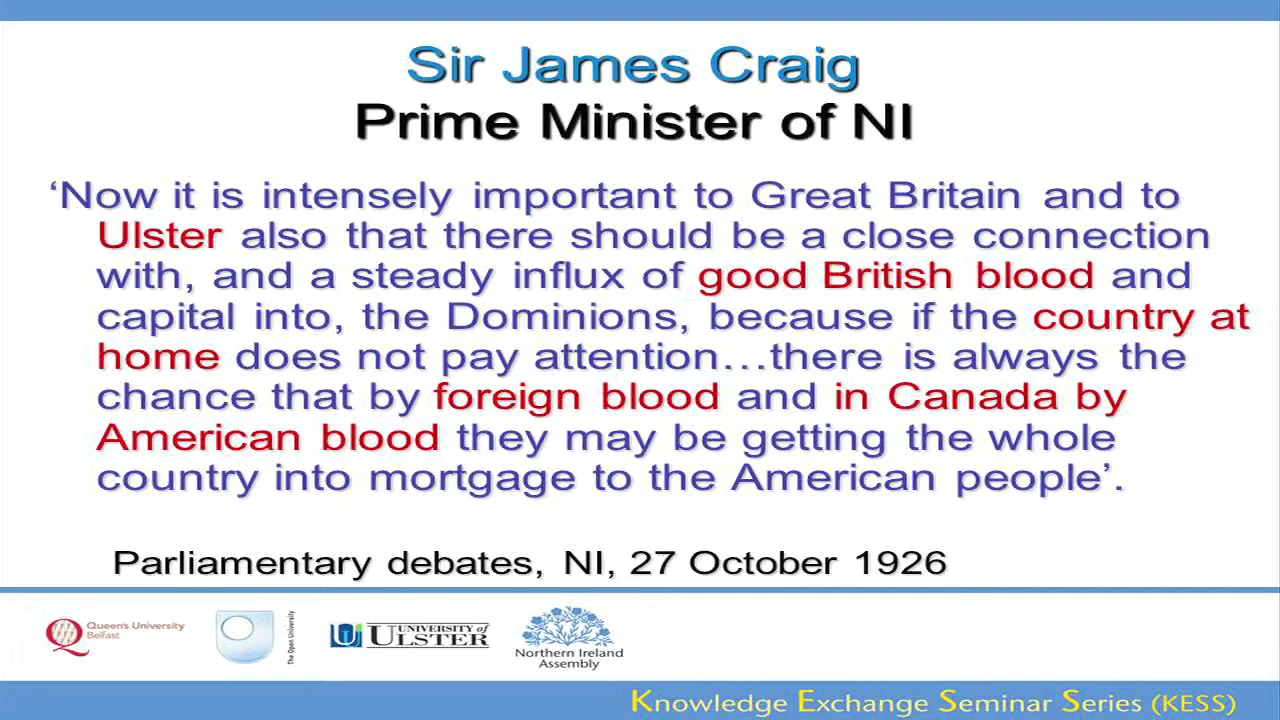 Sir James Craig
Prime Minister of NI
‘Now it is intensely important to Great Britain and to
Ulster also that there should be a close connection
with, and a steady influx of good British blood and
capital into, the Dominions, because if the country at
home does not pay attention…there is always the
chance that by foreign blood and in Canada by
American blood they may be getting the whole
country into mortgage to the American people’.
Parliamentary debates, NI, 27 October 1926
Queen's University
Belfast
The Open University
UNIVERSITY of
ULSTER
Northern Ireland
Assembly
Knowledge Exchange Seminar Series (KESS)